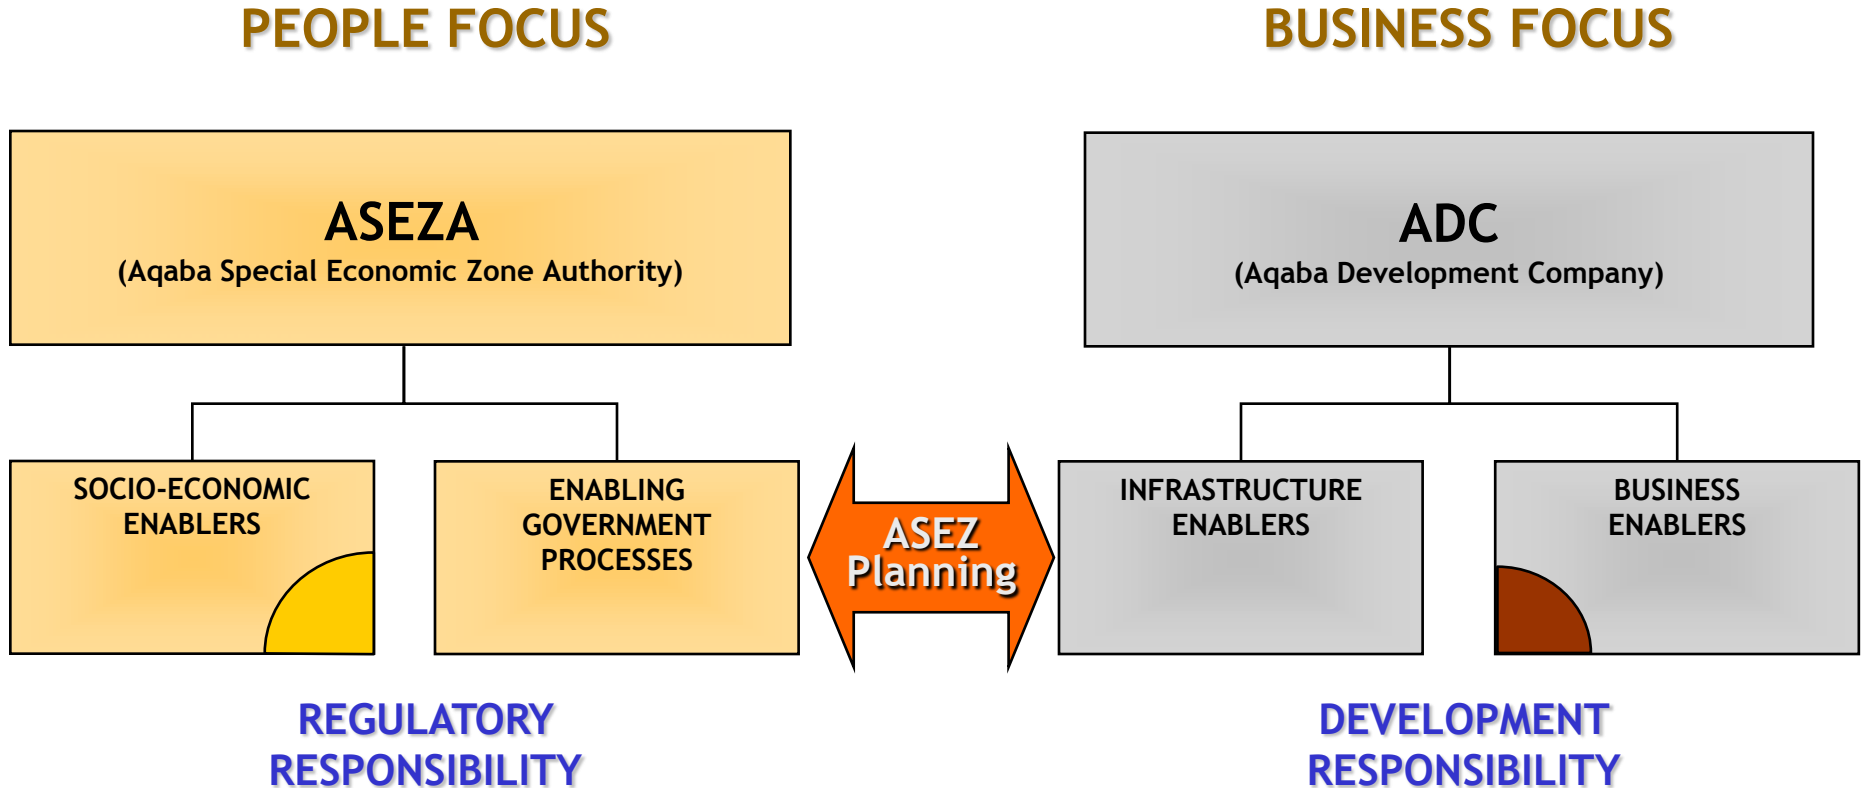 PEOPLE FOCUS
BUSINESS FOCUS
ASEZA
(Aqaba Special Economic Zone Authority)
ADC
(Aqaba Development Company)
SOCIO-ECONOMIC
ENABLERS
ENABLING
GOVERNMENT
PROCESSES
ASEZ
Planning
INFRASTRUCTURE
ENABLERS
BUSINESS
ENABLERS
REGULATORY
RESPONSIBILITY
DEVELOPMENT
RESPONSIBILITY